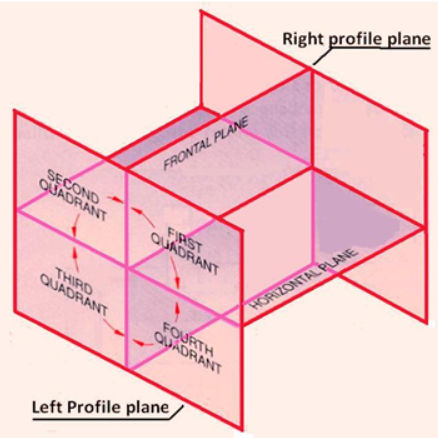 Right profile plane
FRONTAL PLANE
SECOND
QUADRANT
FIRST
QUADRANT
THIRD
QUADRANT
HORIZONTAL PLANE
FOURTH
QUADRANT
Left Profile plane